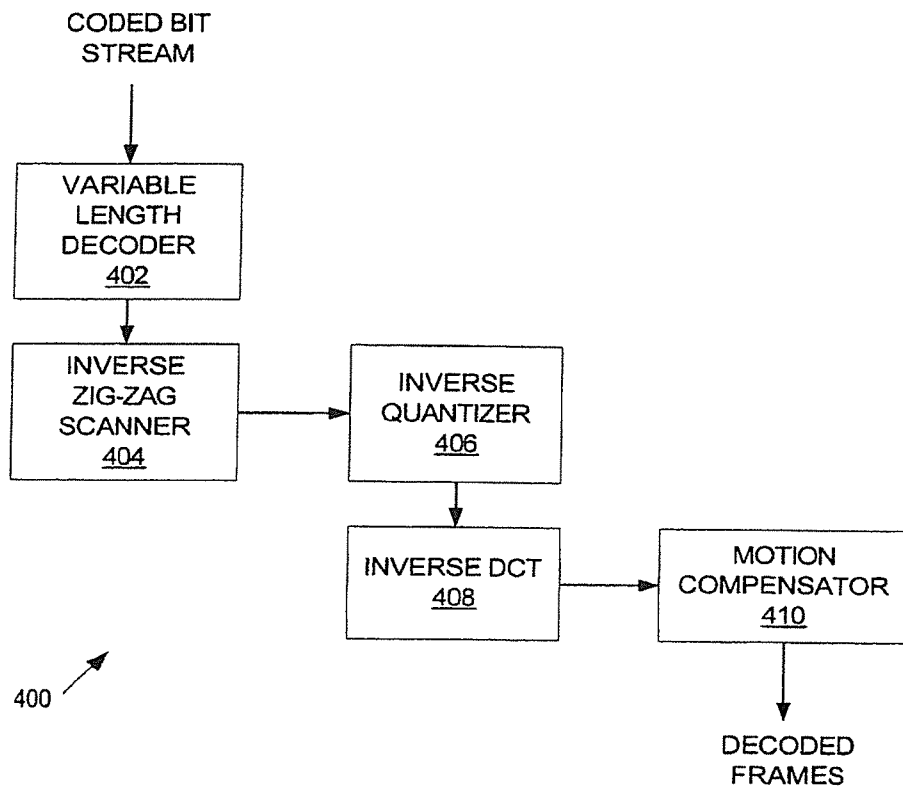 CODED BIT
STREAM
VARIABLE
LENGTH
DECODER
402
INVERSE
ZIG-ZAG
SCANNER
404
INVERSE
QUANTIZER
406
INVERSE DCT
408
MOTION
COMPENSATOR
410
400
DECODED
FRAMES